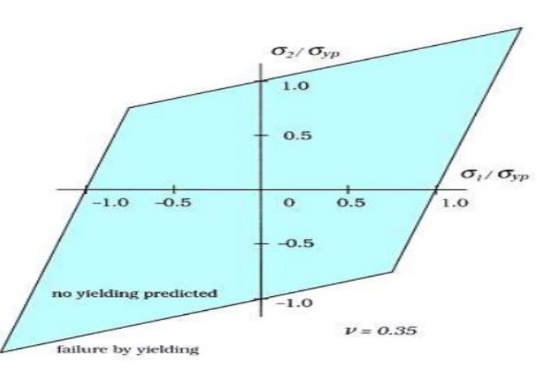 σ₂/ σyp
1.0
0.5
σ₁/ σyp
-1.0 -0.5 0 0.5 1.0
-0.5
no yielding predicted
-1.0
ν = 0.35
failure by yielding